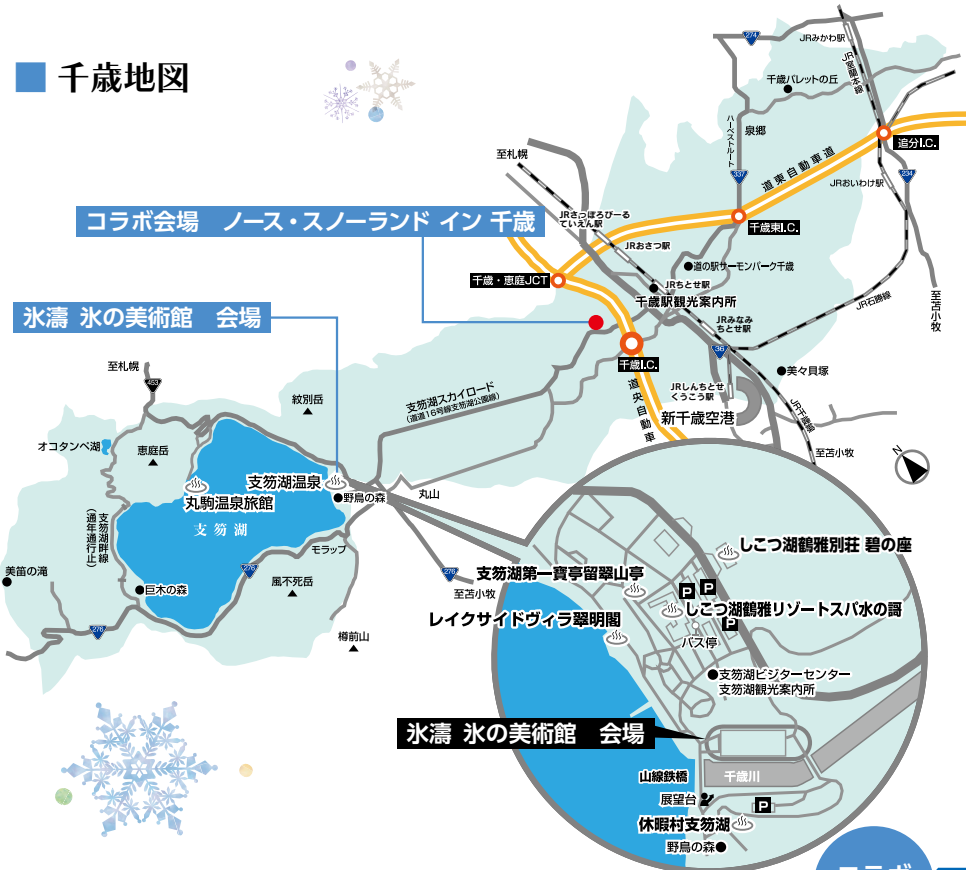 千歳地図
274
JRみかわ駅
JR室蘭本線
千歳パレットの丘
ハーベストルート
泉郷
追分I.C.
至札幌
道東自動車道
337
JRおいわけ駅
234
コラボ会場　ノース・スノーランド イン 千歳
JRさっぽろびーる
ていえん駅
千歳東I.C.
JRおさつ駅
道の駅サーモンパーク千歳
千歳・恵庭JCT
JRちとせ駅
千歳駅観光案内所
JR石勝線
至苫小牧
氷濤 氷の美術館　会場
JRみなみ
ちとせ駅
36
千歳I.C.
美々貝塚
至札幌
453
紋別岳
支笏湖スカイロード
(道道16号線支笏湖公園線)
道央自動車
JRしんちとせ
くうこう駅
新千歳空港
JR千歳線
至苫小牧
N
オコタンペ湖
恵庭岳
支笏湖温泉
丸駒温泉旅館
野鳥の森
丸山
支笏湖
支笏湖畔線
(通年通行止)
モラップ
美笛の滝
巨木の森
276
風不死岳
276
至苫小牧
276
樽前山
しこつ湖鶴雅別荘 碧の座
支笏湖第一寶亭留翠山亭
P
P
しこつ湖鶴雅リゾートスパ水の謌
レイクサイドヴィラ翠明閣
P
バス停
支笏湖ビジターセンター
支笏湖観光案内所
氷濤 氷の美術館　会場
山線鉄橋
千歳川
展望台
P
休暇村支笏湖
野鳥の森